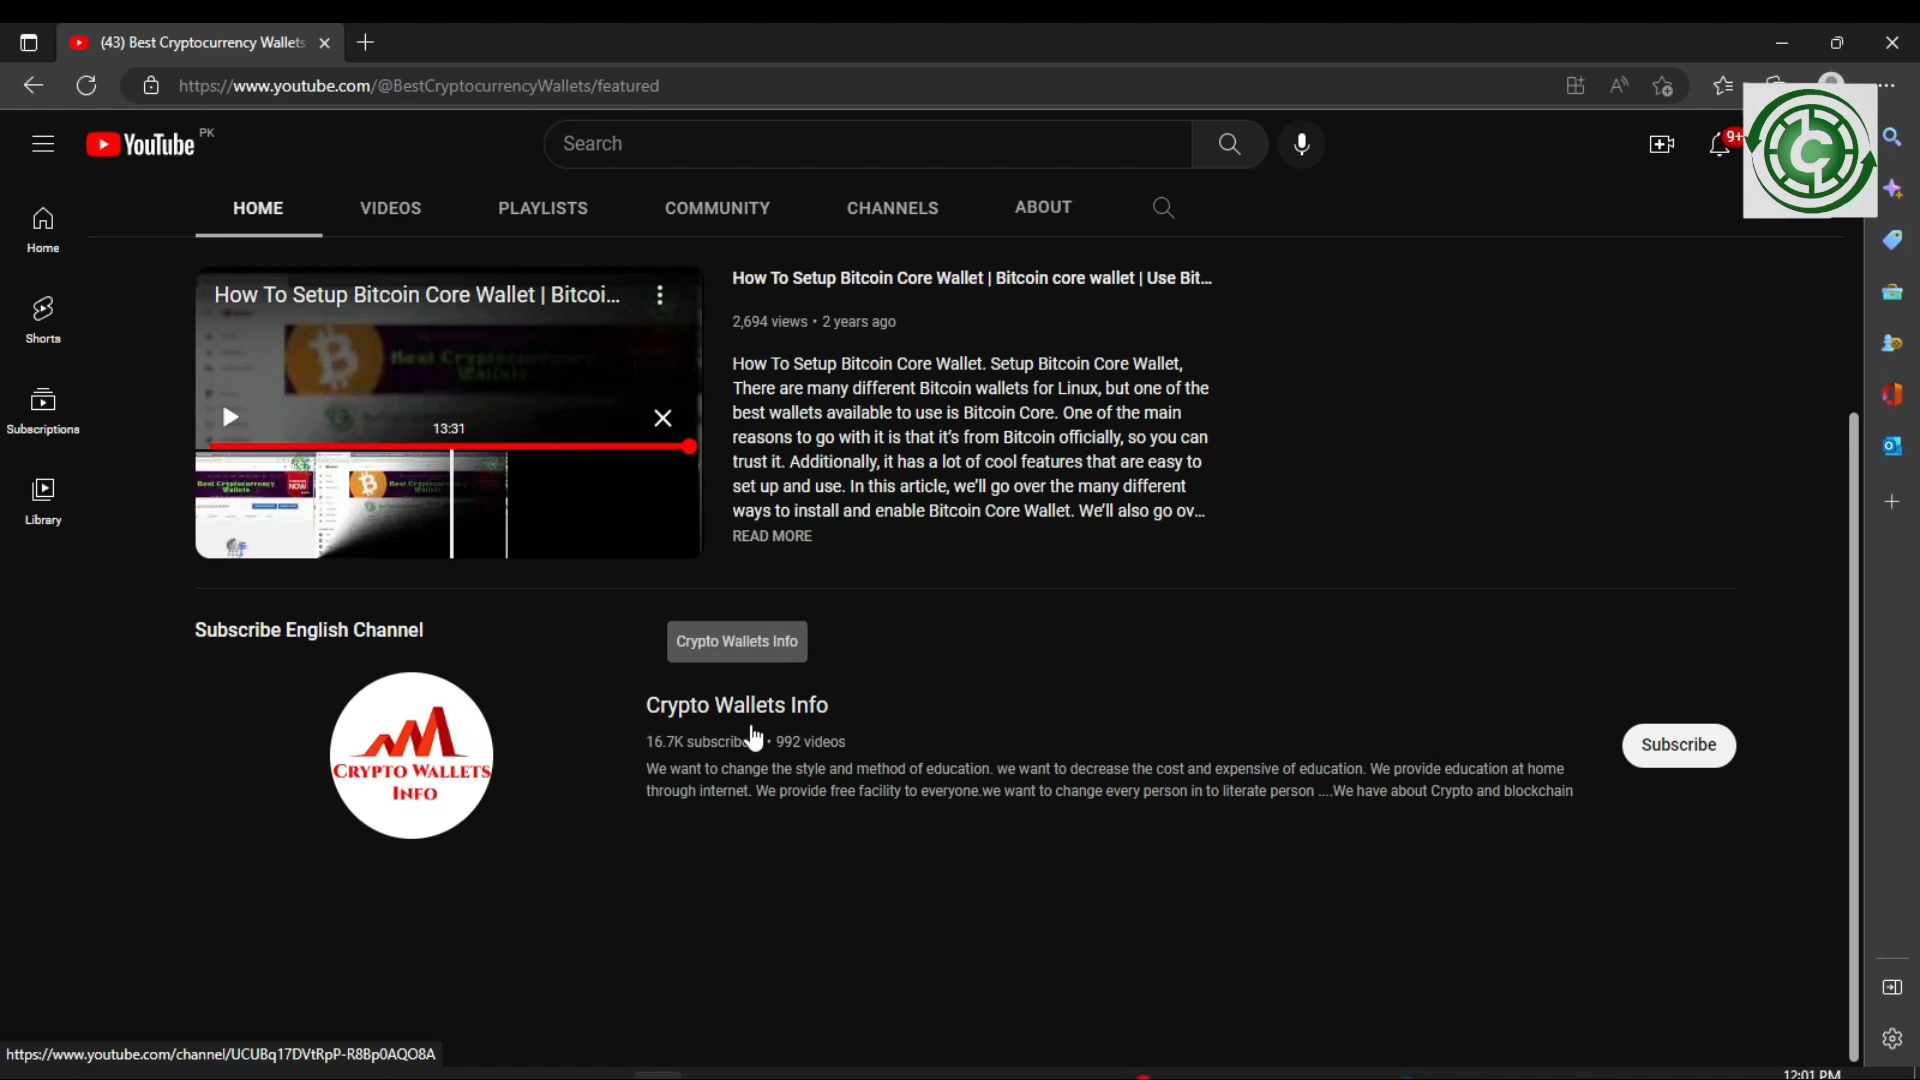 (43) Best Cryptocurrency Wallets
https://www.youtube.com/@BestCryptocurrencyWallets/featured
YouTube PK
Search
9+
HOME VIDEOS PLAYLISTS COMMUNITY CHANNELS ABOUT
Home
Shorts
Subscriptions
Library
How To Setup Bitcoin Core Wallet | Bitcoi...
Best Cryptocurrency
Wallets
13:31
Best Cryptocurrency
Wallets
NOW
How To Setup Bitcoin Core Wallet | Bitcoin core wallet | Use Bit...
2,694 views • 2 years ago
How To Setup Bitcoin Core Wallet. Setup Bitcoin Core Wallet,
There are many different Bitcoin wallets for Linux, but one of the
best wallets available to use is Bitcoin Core. One of the main
reasons to go with it is that it's from Bitcoin officially, so you can
trust it. Additionally, it has a lot of cool features that are easy to
set up and use. In this article, we'll go over the many different
ways to install and enable Bitcoin Core Wallet. We'll also go ov...
READ MORE
Subscribe English Channel
Crypto Wallets Info
CRYPTO WALLETS
INFO
Crypto Wallets Info
16.7K subscribe • 992 videos
We want to change the style and method of education. we want to decrease the cost and expensive of education. We provide education at home
through internet. We provide free facility to everyone.we want to change every person in to literate person ....We have about Crypto and blockchain
Subscribe
https://www.youtube.com/channel/UCUBq17DVtRpP-R8Bp0AQO8A
12:01 PM